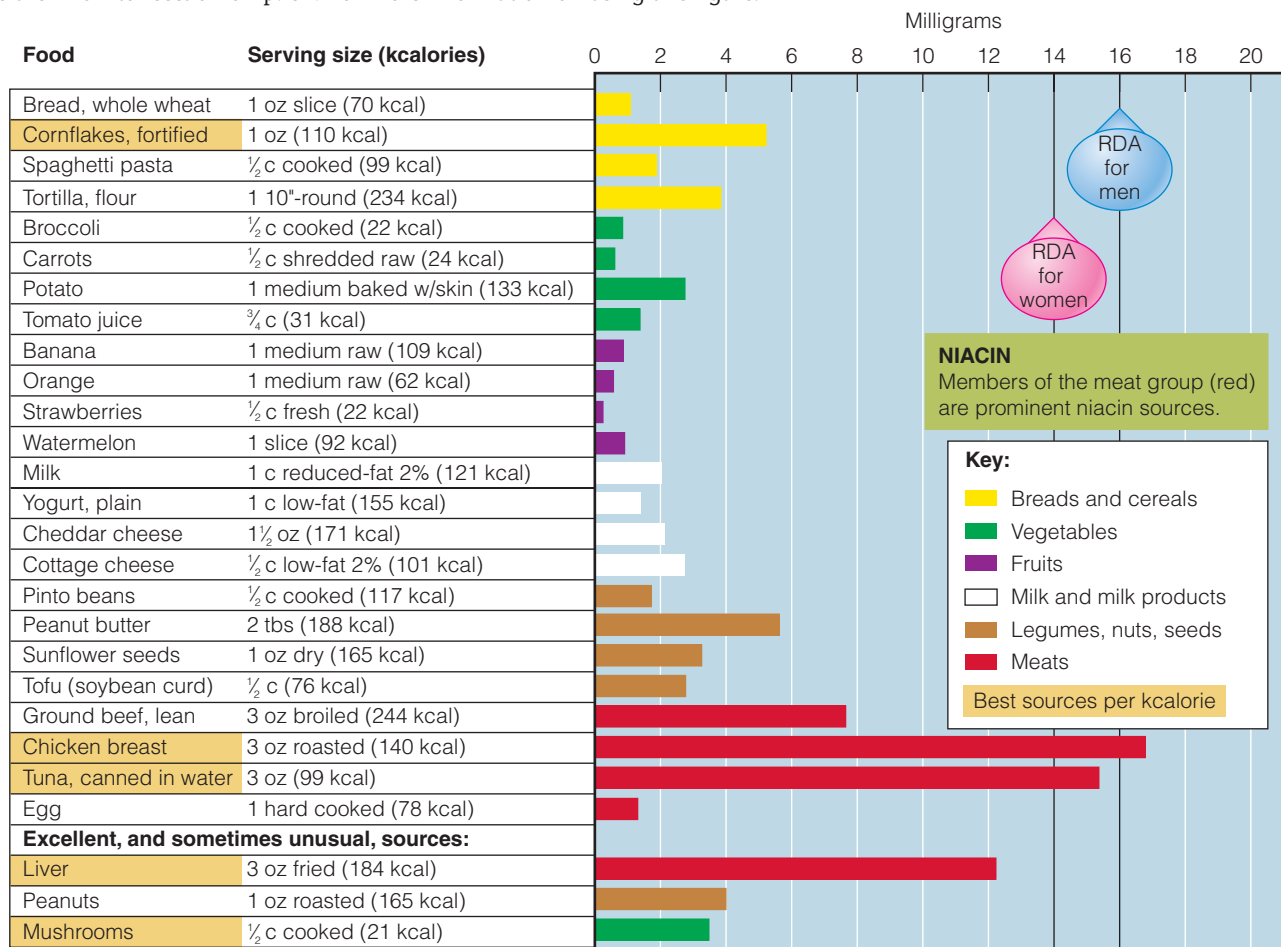 Milligrams
Food Serving size (kcalories) 0 2 4 6 8 10 12 14 16 18 20
Bread, whole wheat 1 oz slice (70 kcal)
Cornflakes, fortified 1 oz (110 kcal)
Spaghetti pasta ½ c cooked (99 kcal)
Tortilla, flour 1 10"-round (234 kcal)
Broccoli ½ c cooked (22 kcal)
Carrots ½ c shredded raw (24 kcal)
Potato 1 medium baked w/skin (133 kcal)
Tomato juice ¾ c (31 kcal)
Banana 1 medium raw (109 kcal)
Orange 1 medium raw (62 kcal)
Strawberries ½ c fresh (22 kcal)
Watermelon 1 slice (92 kcal)
Milk 1 c reduced-fat 2% (121 kcal)
Yogurt, plain 1 c low-fat (155 kcal)
Cheddar cheese 1½ oz (171 kcal)
Cottage cheese ½ c low-fat 2% (101 kcal)
Pinto beans ½ c cooked (117 kcal)
Peanut butter 2 tbs (188 kcal)
Sunflower seeds 1 oz dry (165 kcal)
Tofu (soybean curd) ½ c (76 kcal)
Ground beef, lean 3 oz broiled (244 kcal)
Chicken breast 3 oz roasted (140 kcal)
Tuna, canned in water 3 oz (99 kcal)
Egg 1 hard cooked (78 kcal)
Excellent, and sometimes unusual, sources:
Liver 3 oz fried (184 kcal)
Peanuts 1 oz roasted (165 kcal)
Mushrooms ½ c cooked (21 kcal)
RDA
for
men
RDA
for
women
NIACIN
Members of the meat group (red)
are prominent niacin sources.
Key:
Breads and cereals
Vegetables
Fruits
Milk and milk products
Legumes, nuts, seeds
Meats
Best sources per kcalorie